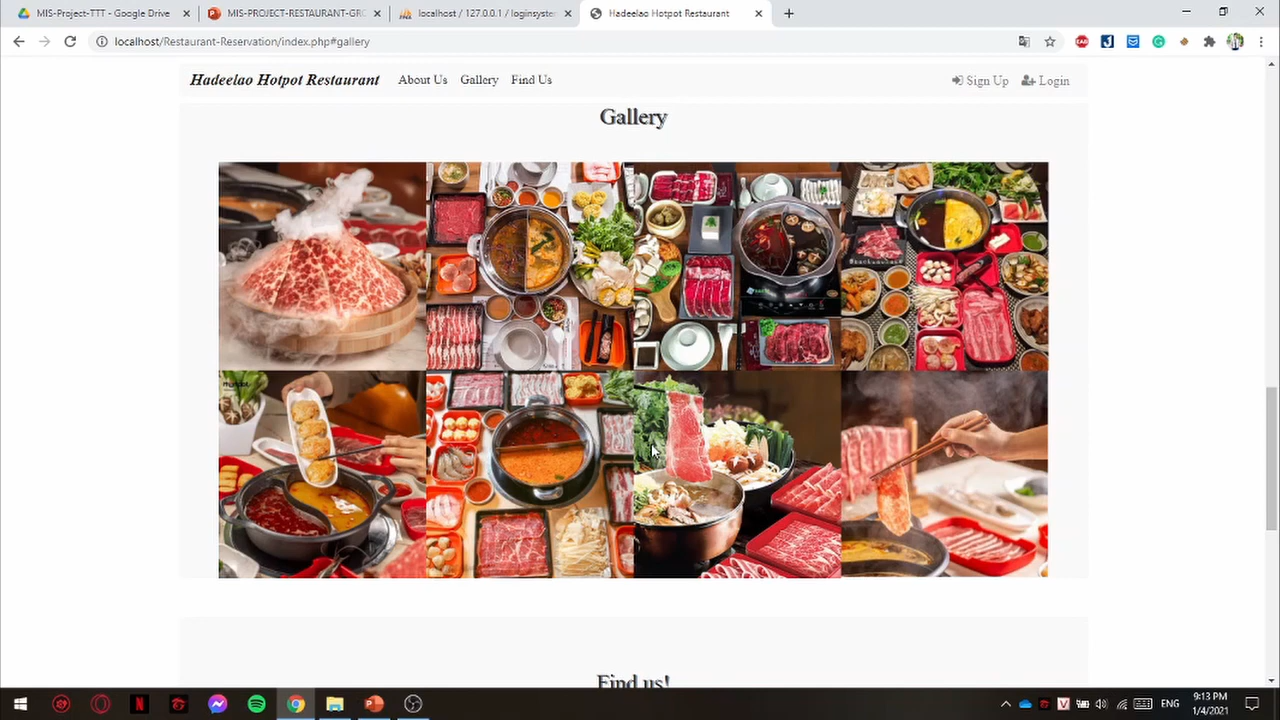 MIS-Project-TTT - Google Drive
MIS-PROJECT-RESTAURANT-GRO
localhost / 127.0.0.1 / loginsystem
Hadeelao Hotpot Restaurant
localhost/Restaurant-Reservation/index.php#gallery
Hadeelao Hotpot Restaurant
About Us
Gallery
Find Us
Sign Up
Login
Gallery
Find us!
ENG
9:13 PM
1/4/2021